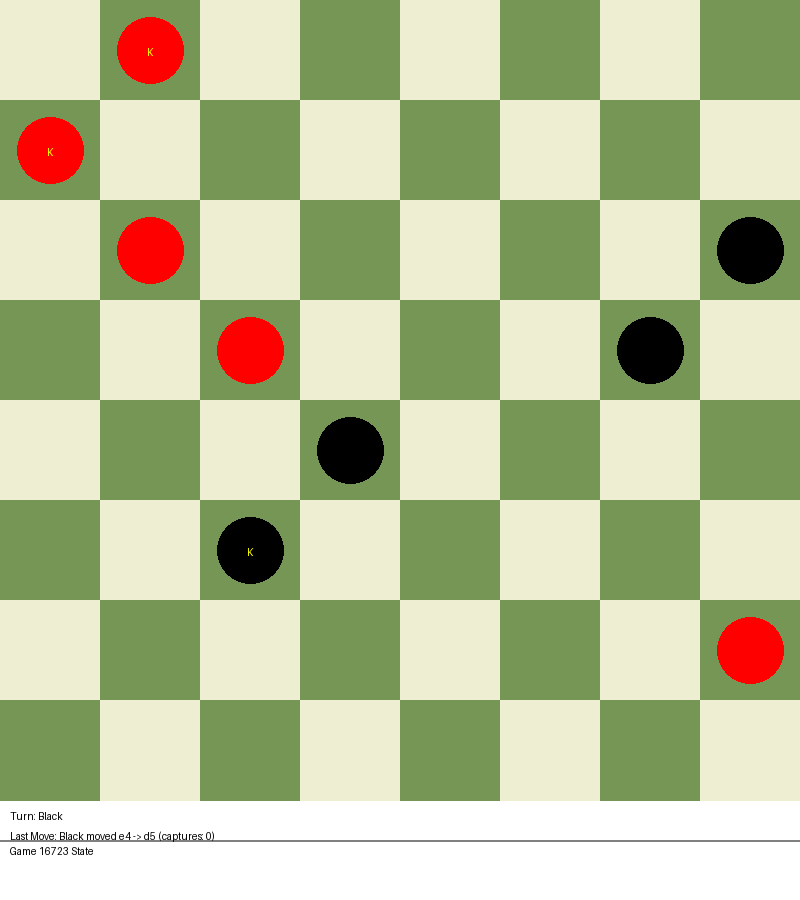 K
K
K
Turn: Black
Last Move: Black moved e4 -> d5 (captures: 0)
Game 16723 State